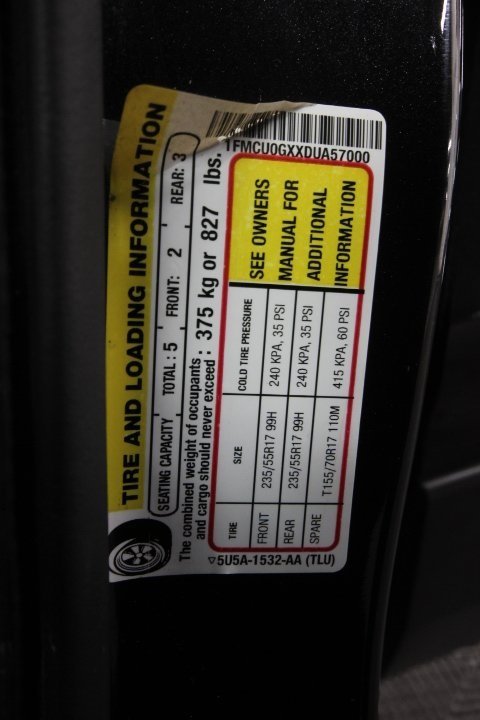 TIRE AND LOADING INFORMATION
SEATING CAPACITY TOTAL: 5 FRONT: 2 REAR: 3
The combined weight of occupants
and cargo should never exceed: 375 kg or 827 lbs.
1FMCU0GXXDUA57000
TIRE SIZE COLD TIRE PRESSURE SEE OWNERS
FRONT 235/55R17 99H 240 KPA, 35 PSI MANUAL FOR
REAR 235/55R17 99H 240 KPA, 35 PSI ADDITIONAL
SPARE T155/70R17 110M 415 KPA, 60 PSI INFORMATION
▽5U5A-1532-AA (TLU)